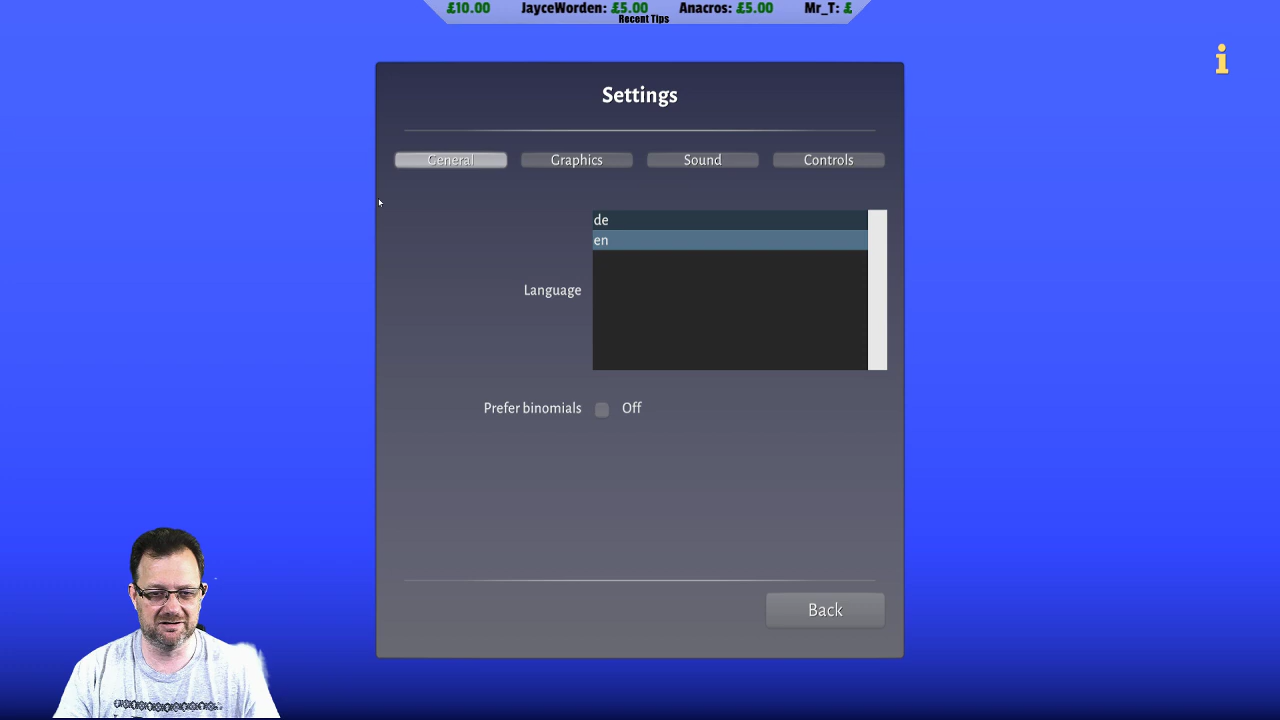 £10.00 JayceWorden: £5.00 Anacros: £5.00 Mr_T: £
Recent Tips
i
Settings
General Graphics Sound Controls
de
en
Language
Prefer binomials Off
Back